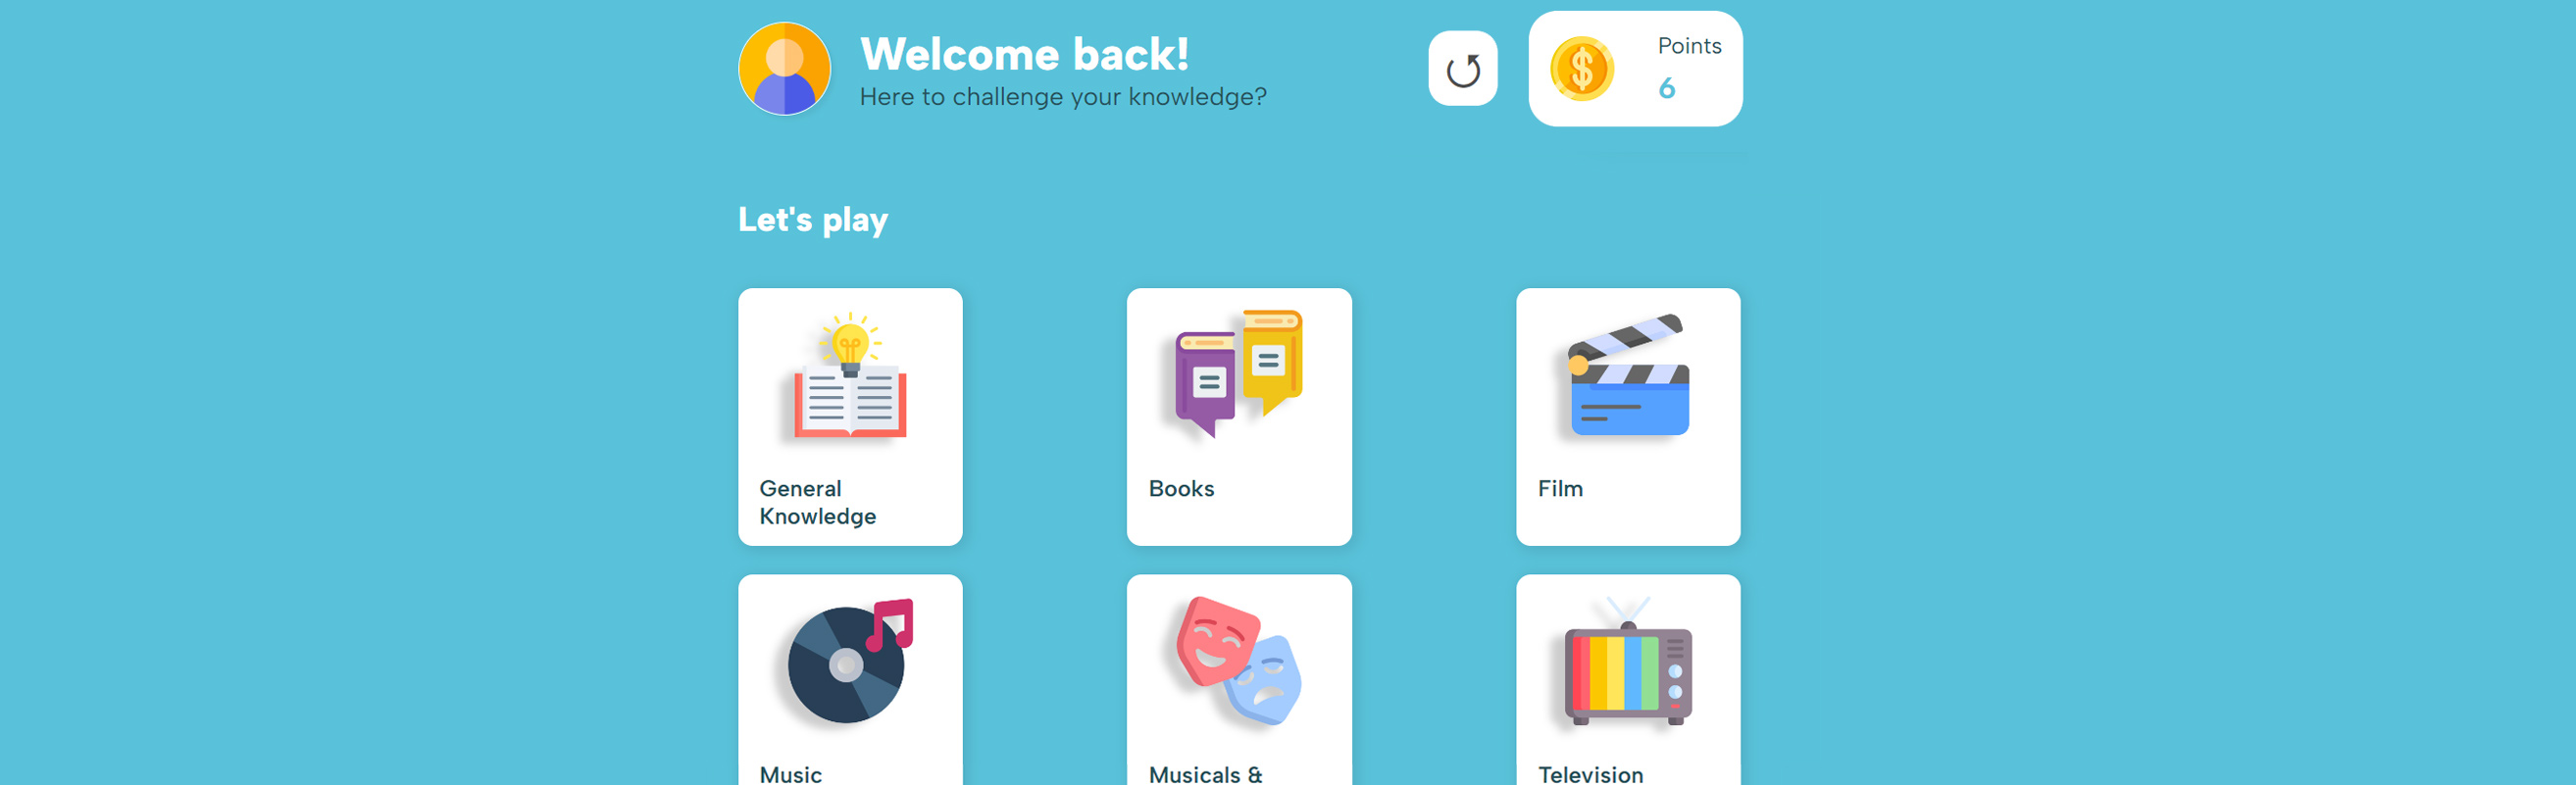 Welcome back!
Here to challenge your knowledge?
Points
6
Let's play
General
Knowledge
Books
Film
Music
Musicals &
Television